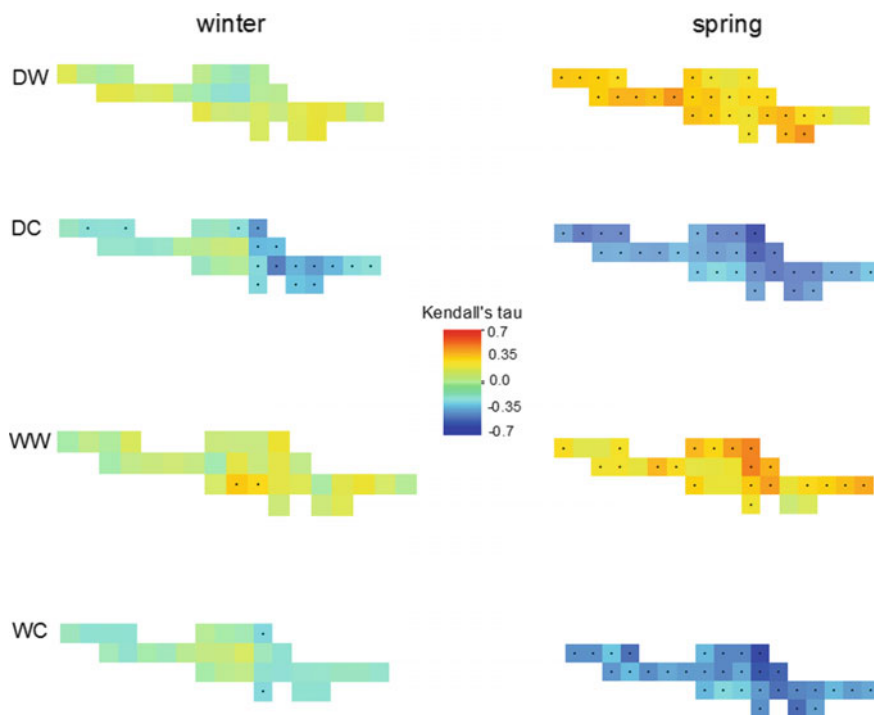 winter
spring
DW
DC
Kendall's tau
0.7
0.35
0.0
-0.35
-0.7
WW
WC